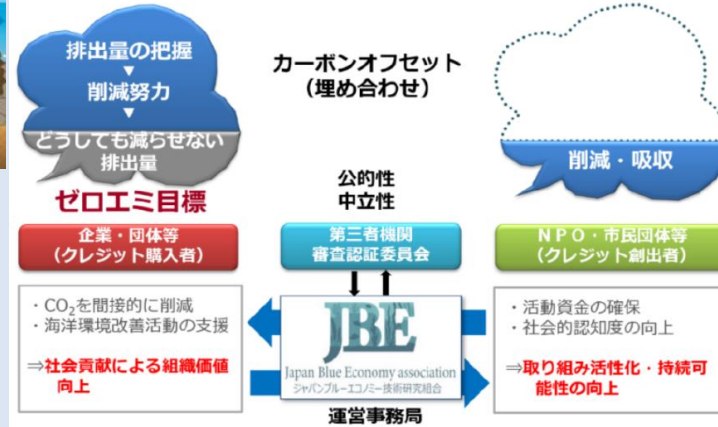 排出量の把握
▼
削減努力
▼
どうしても減らせない
排出量
ゼロエミ目標
カーボンオフセット
（埋め合わせ）
削減・吸収
公的性
中立性
企業・団体等
（クレジット購入者）
第三者機関
審査認証委員会
ＮＰＯ・市民団体等
（クレジット創出者）
・CO₂を間接的に削減
・海洋環境改善活動の支援
⇒社会貢献による組織価値
向上
JBE
Japan Blue Economy association
ジャパンブルーエコノミー技術研究組合
運営事務局
・活動資金の確保
・社会的認知度の向上
⇒取り組み活性化・持続可
能性の向上